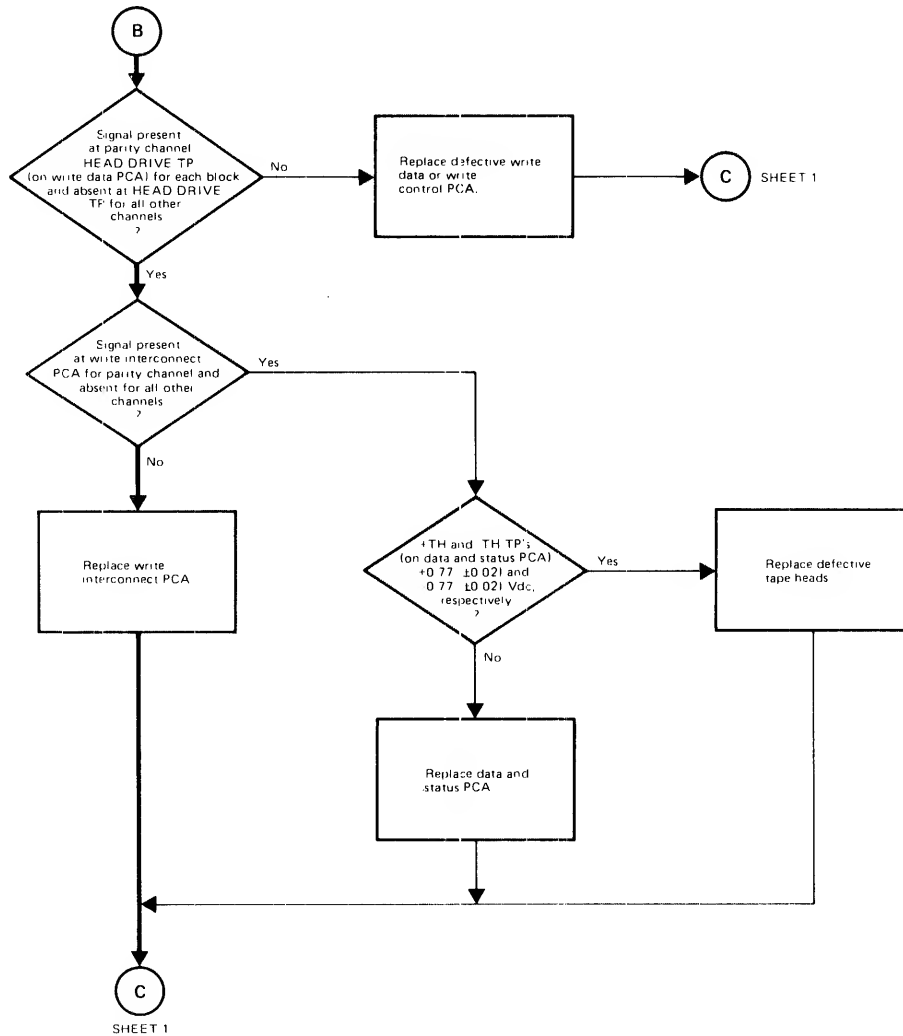 B
Signal present
at parity channel
HEAD DRIVE TP
(on write data PCA) for each block
and absent at HEAD DRIVE
TP for all other
channels
?
No
Replace defective write
data or write
control PCA.
C
SHEET 1
Yes
Signal present
at write interconnect
PCA for parity channel and
absent for all other
channels
?
Yes
No
Replace write
interconnect PCA
+TH and TH TP's
(on data and status PCA)
+0 77 ±0 02) and
0 77 ±0 02) Vdc,
respectively
?
Yes
Replace defective
tape heads
No
Replace data and
status PCA
C
SHEET 1